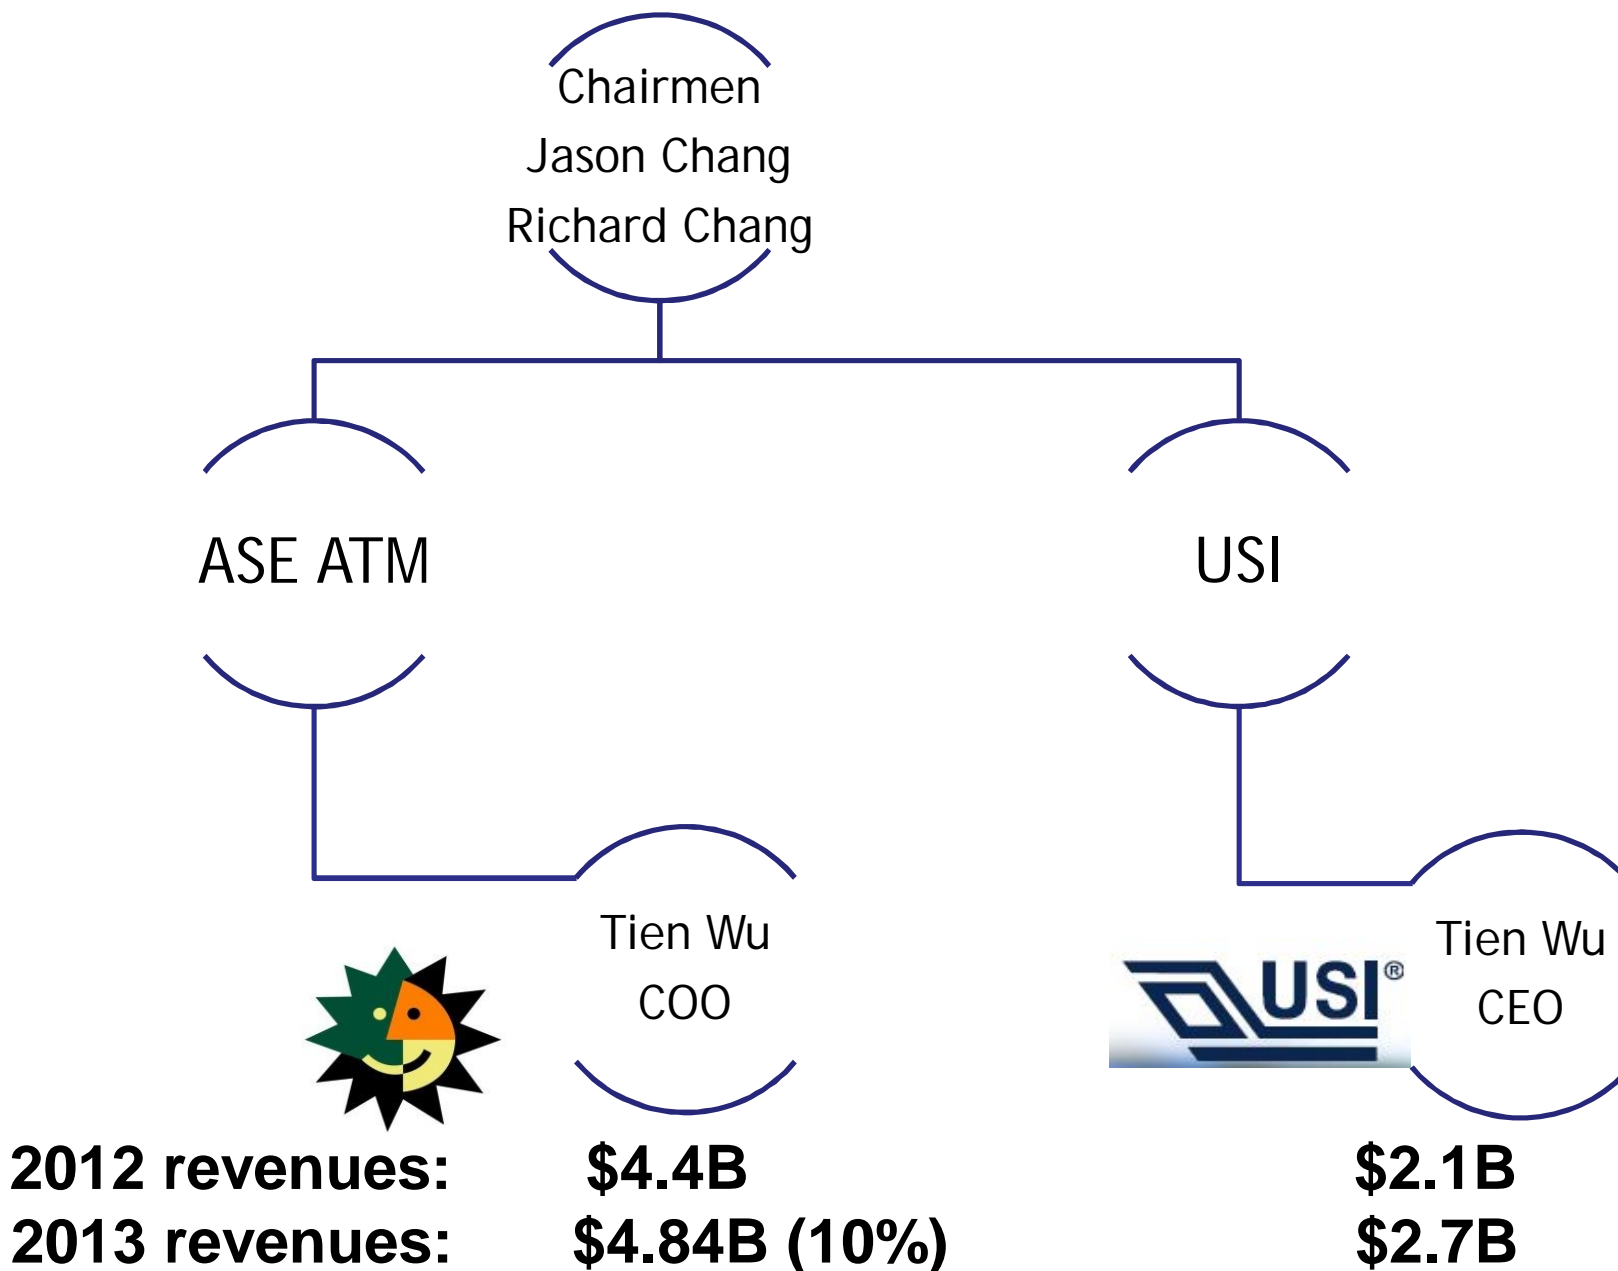 Chairmen
Jason Chang
Richard Chang
ASE ATM
USI
Tien Wu
COO
USI®
Tien Wu
CEO
2012 revenues: $4.4B $2.1B
2013 revenues: $4.84B (10%) $2.7B